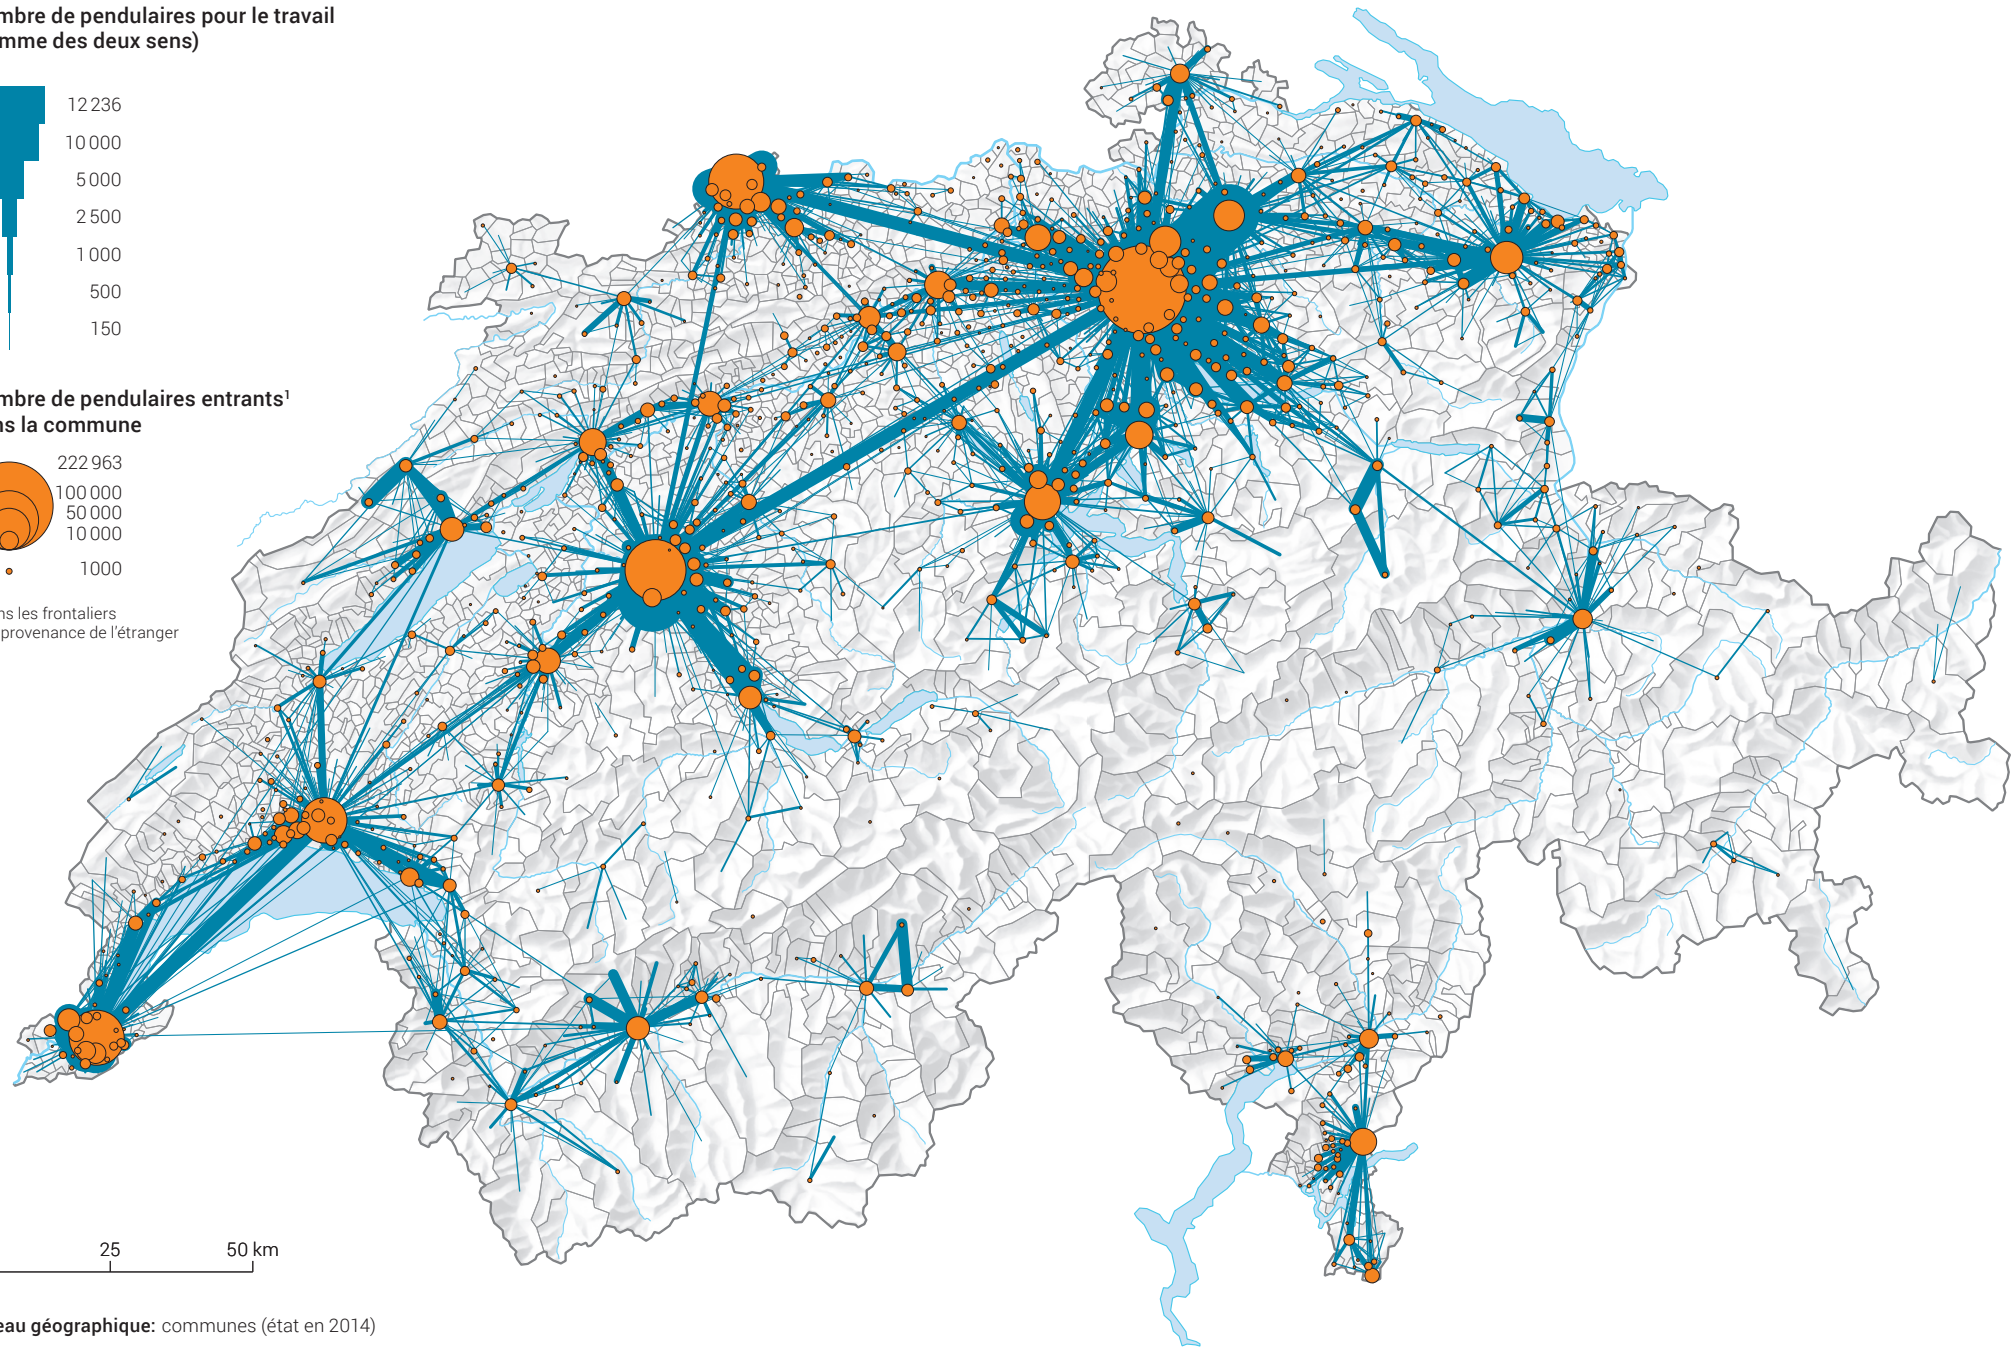 mbre de pendulaires pour le travail
mme des deux sens)
12 236
10 000
5 000
2 500
1 000
500
150
mbre de pendulaires entrants¹
ns la commune
222 963
100 000
50 000
10 000
1000
ns les frontaliers
provenance de l'étranger
25 50 km
eau géographique: communes (état en 2014)